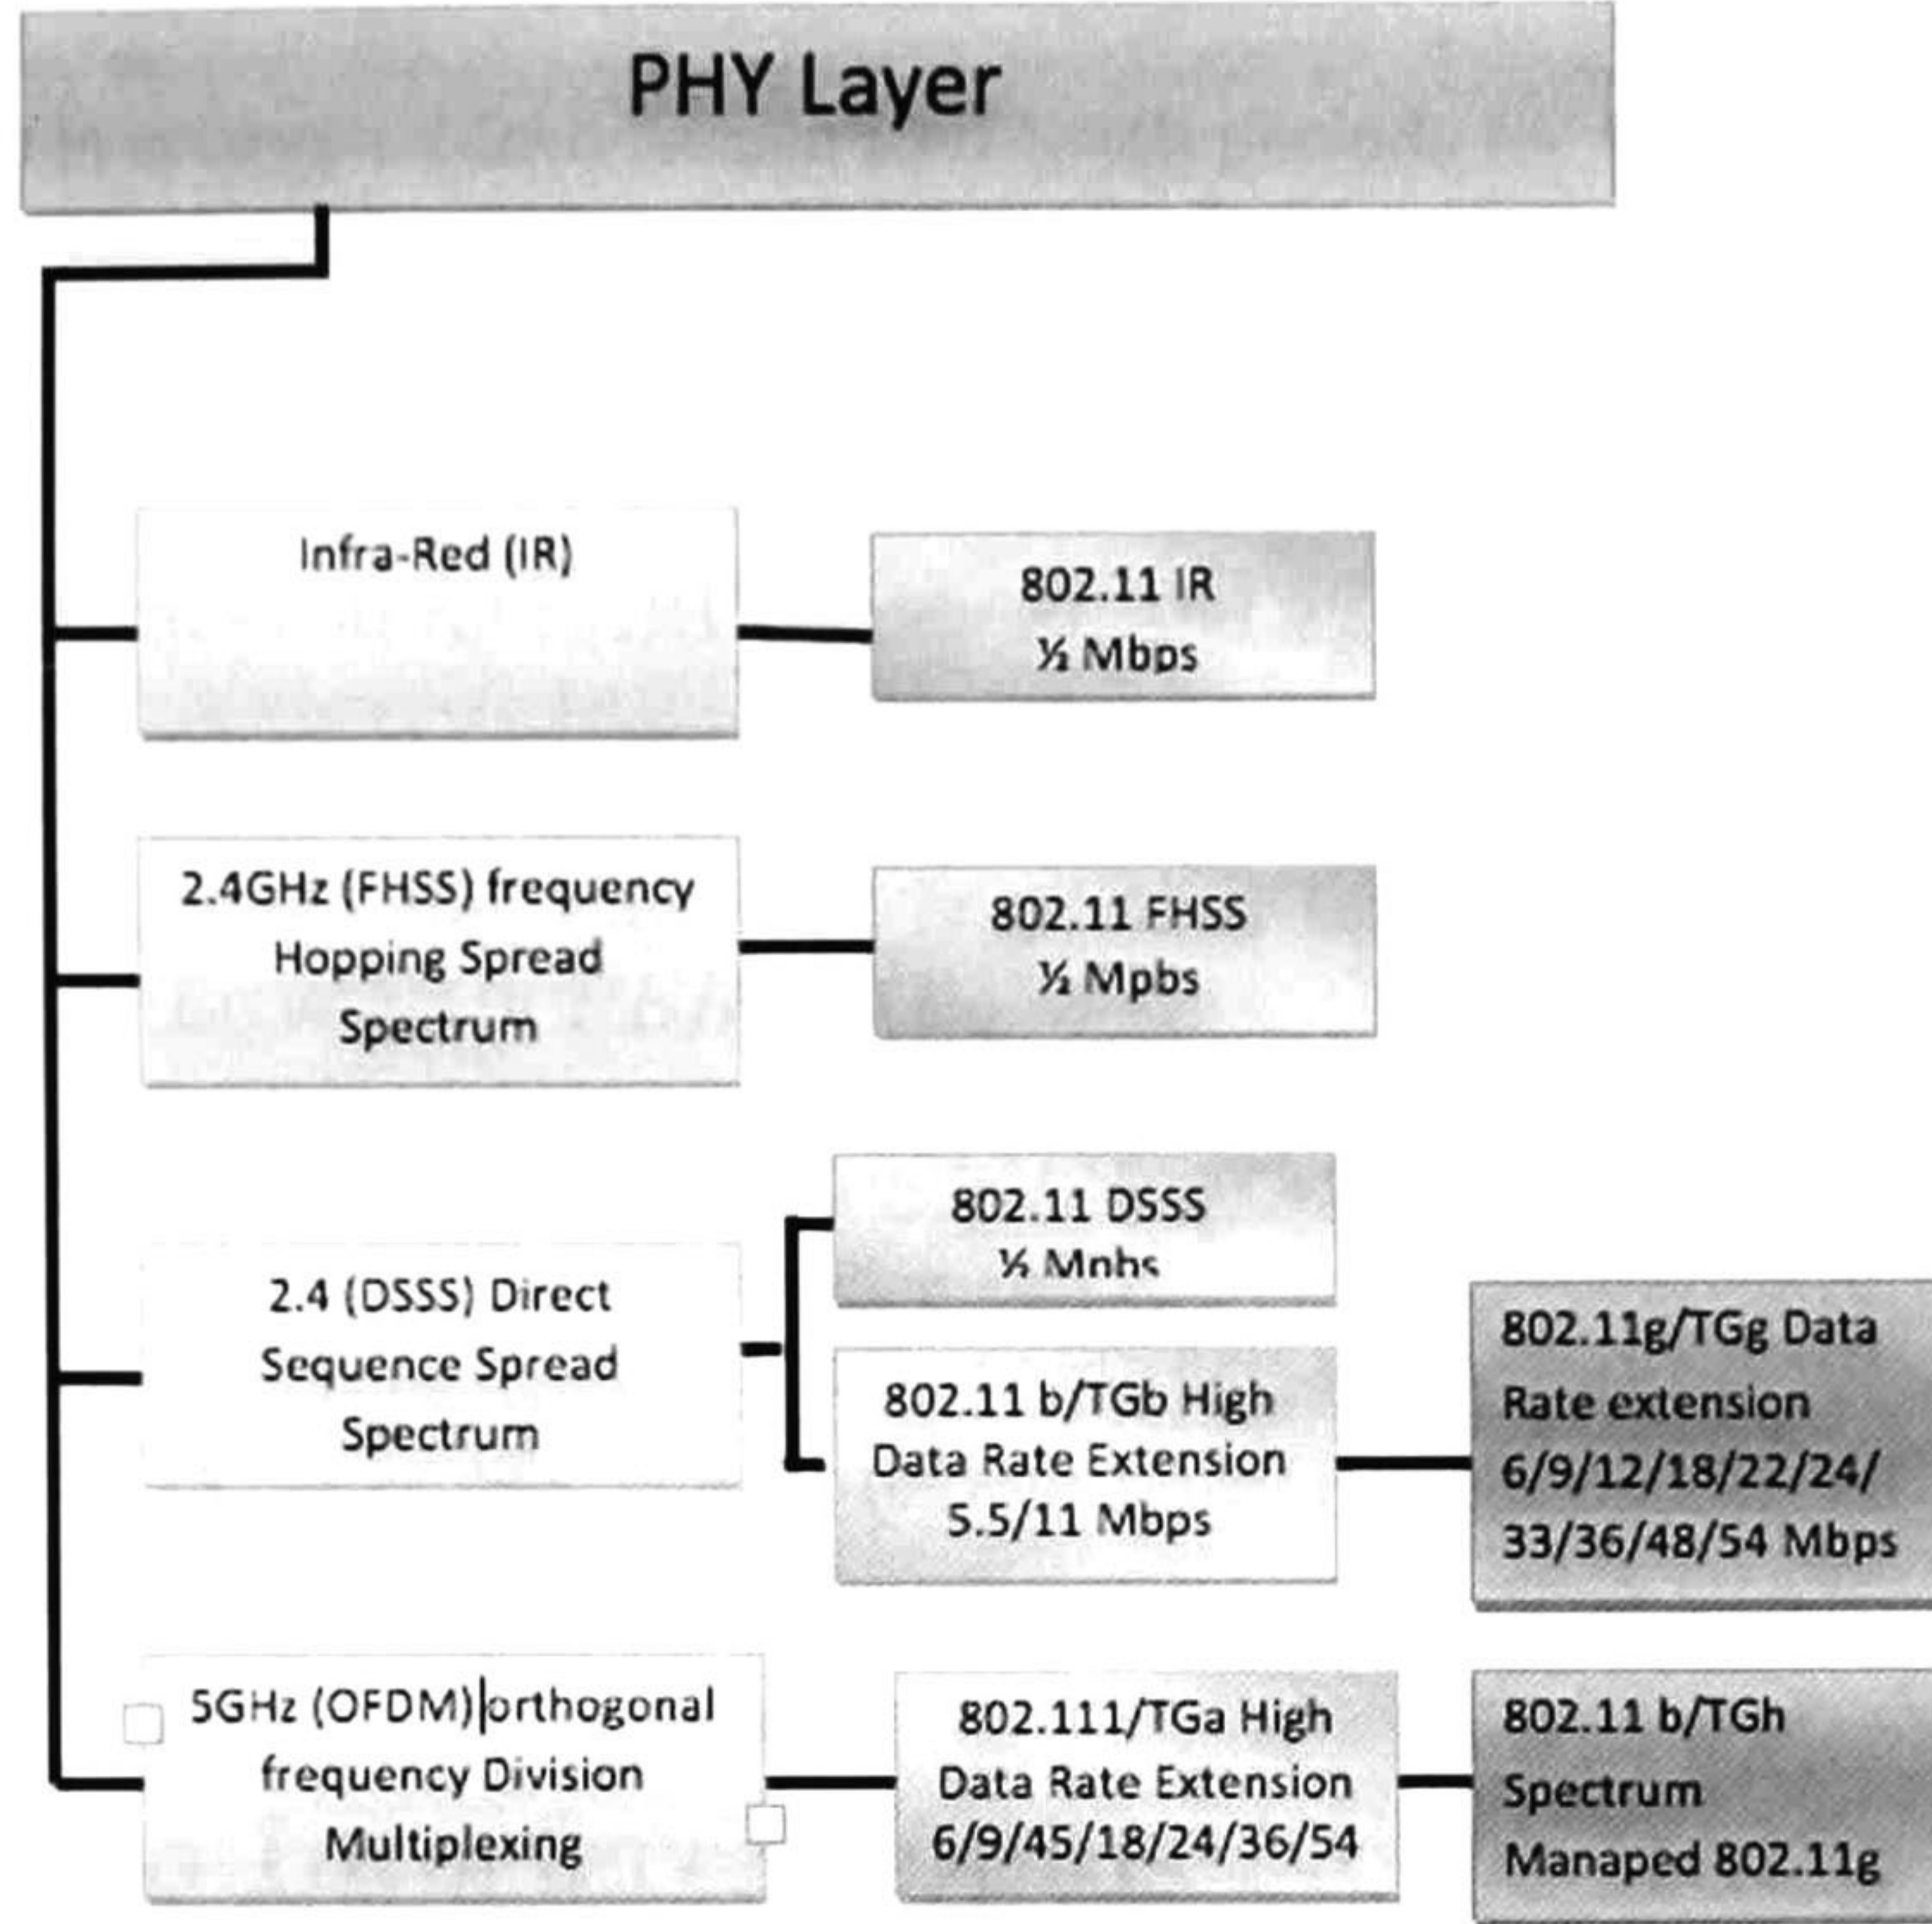 PHY Layer
Infra-Red (IR)
802.11 IR
½ Mbps
2.4GHz (FHSS) frequency
Hopping Spread
Spectrum
802.11 FHSS
½ Mpbs
2.4 (DSSS) Direct
Sequence Spread
Spectrum
802.11 DSSS
½
802.11 b/TGb High
Data Rate Extension
5.5/11 Mbps
802.11g/TGg Data
Rate extension
6/9/12/18/22/24/
33/36/48/54 Mbps
5GHz (OFDM) orthogonal
frequency Division
Multiplexing
802.111/TGa High
Data Rate Extension
6/9/45/18/24/36/54
802.11 b/TGh
Spectrum
Manaped 802.11g